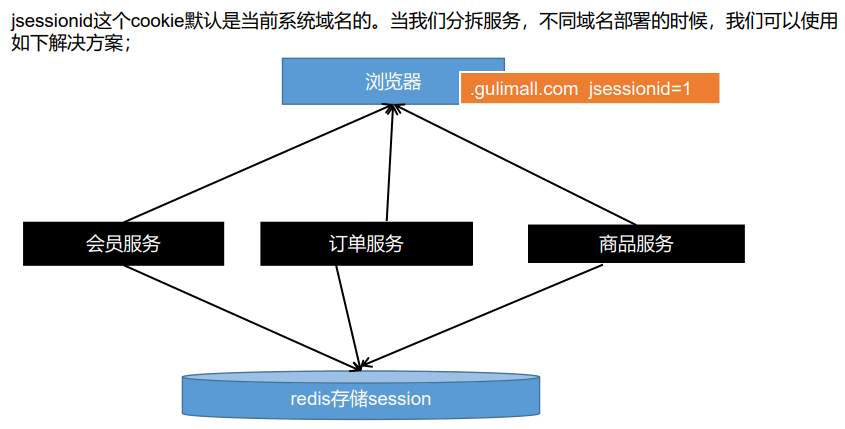 jsessionid这个cookie默认是当前系统域名的。当我们分拆服务，不同域名部署的时候，我们可以使用
如下解决方案；
浏览器
.gulimall.com jsessionid=1
会员服务
订单服务
商品服务
redis存储session